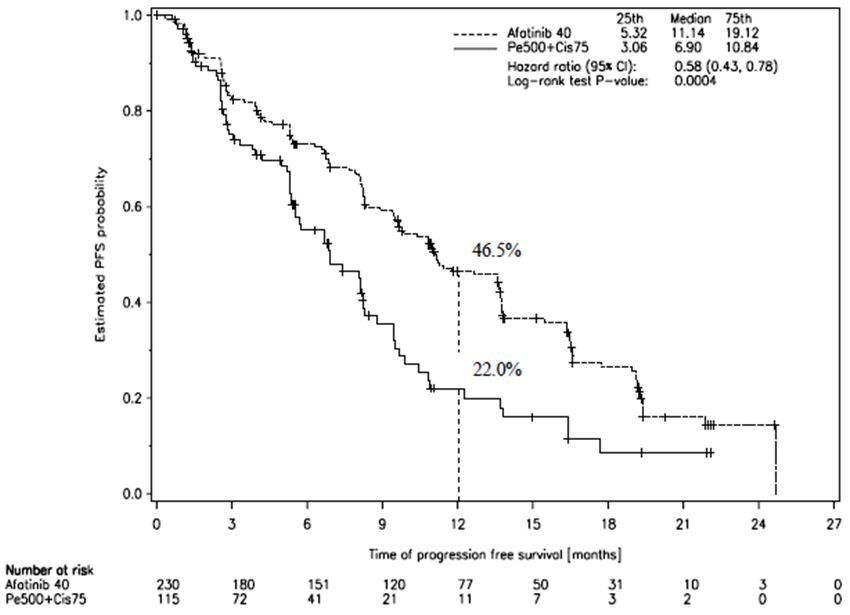 25th Median 75th
Afatinib 40 5.32 11.14 19.12
Pe500+Cis75 3.06 6.90 10.84
Hazard ratio (95% CI): 0.58 (0.43, 0.78)
Log-rank test P-value: 0.0004
Estimated PFS probability
1.0
0.8
0.6
0.4
0.2
0.0
46.5%
22.0%
0 3 6 9 12 15 18 21 24 27
Time of progression free survival [months]
Number at risk
Afatinib 40 230 180 151 120 77 50 31 10 3 0
Pe500+Cis75 115 72 41 21 11 7 3 2 0 0